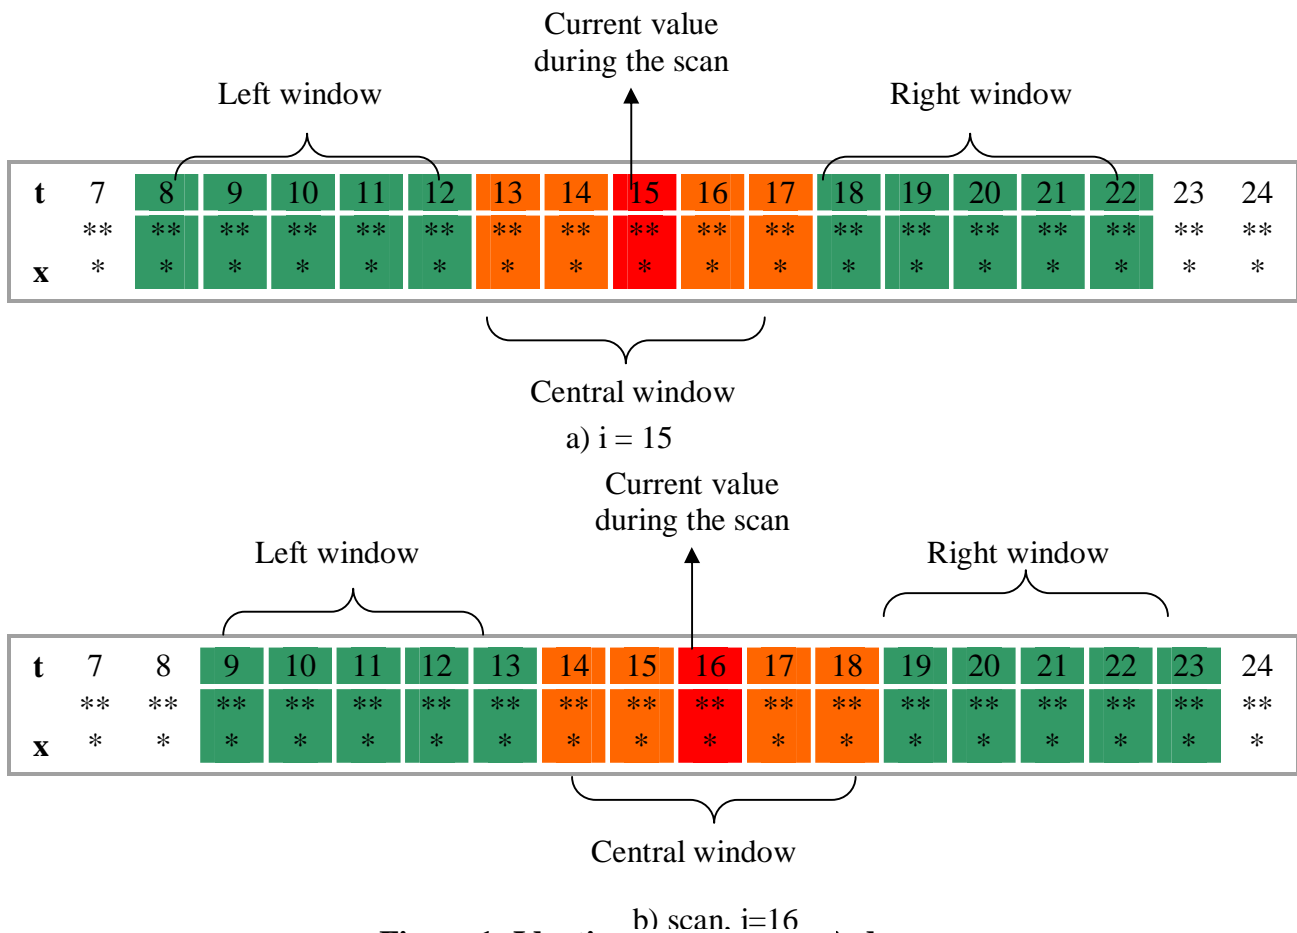 Current value
during the scan
Left window
Right window
t 7 8 9 10 11 12 13 14 15 16 17 18 19 20 21 22 23 24
** ** ** ** ** ** ** ** ** ** ** ** ** ** ** ** ** **
x * * * * * * * * * * * * * * * * * *
Central window
a) i = 15
Current value
during the scan
Left window
Right window
t 7 8 9 10 11 12 13 14 15 16 17 18 19 20 21 22 23 24
** ** ** ** ** ** ** ** ** ** ** ** ** ** ** ** ** **
x * * * * * * * * * * * * * * * * * *
Central window
b) scan, i=16